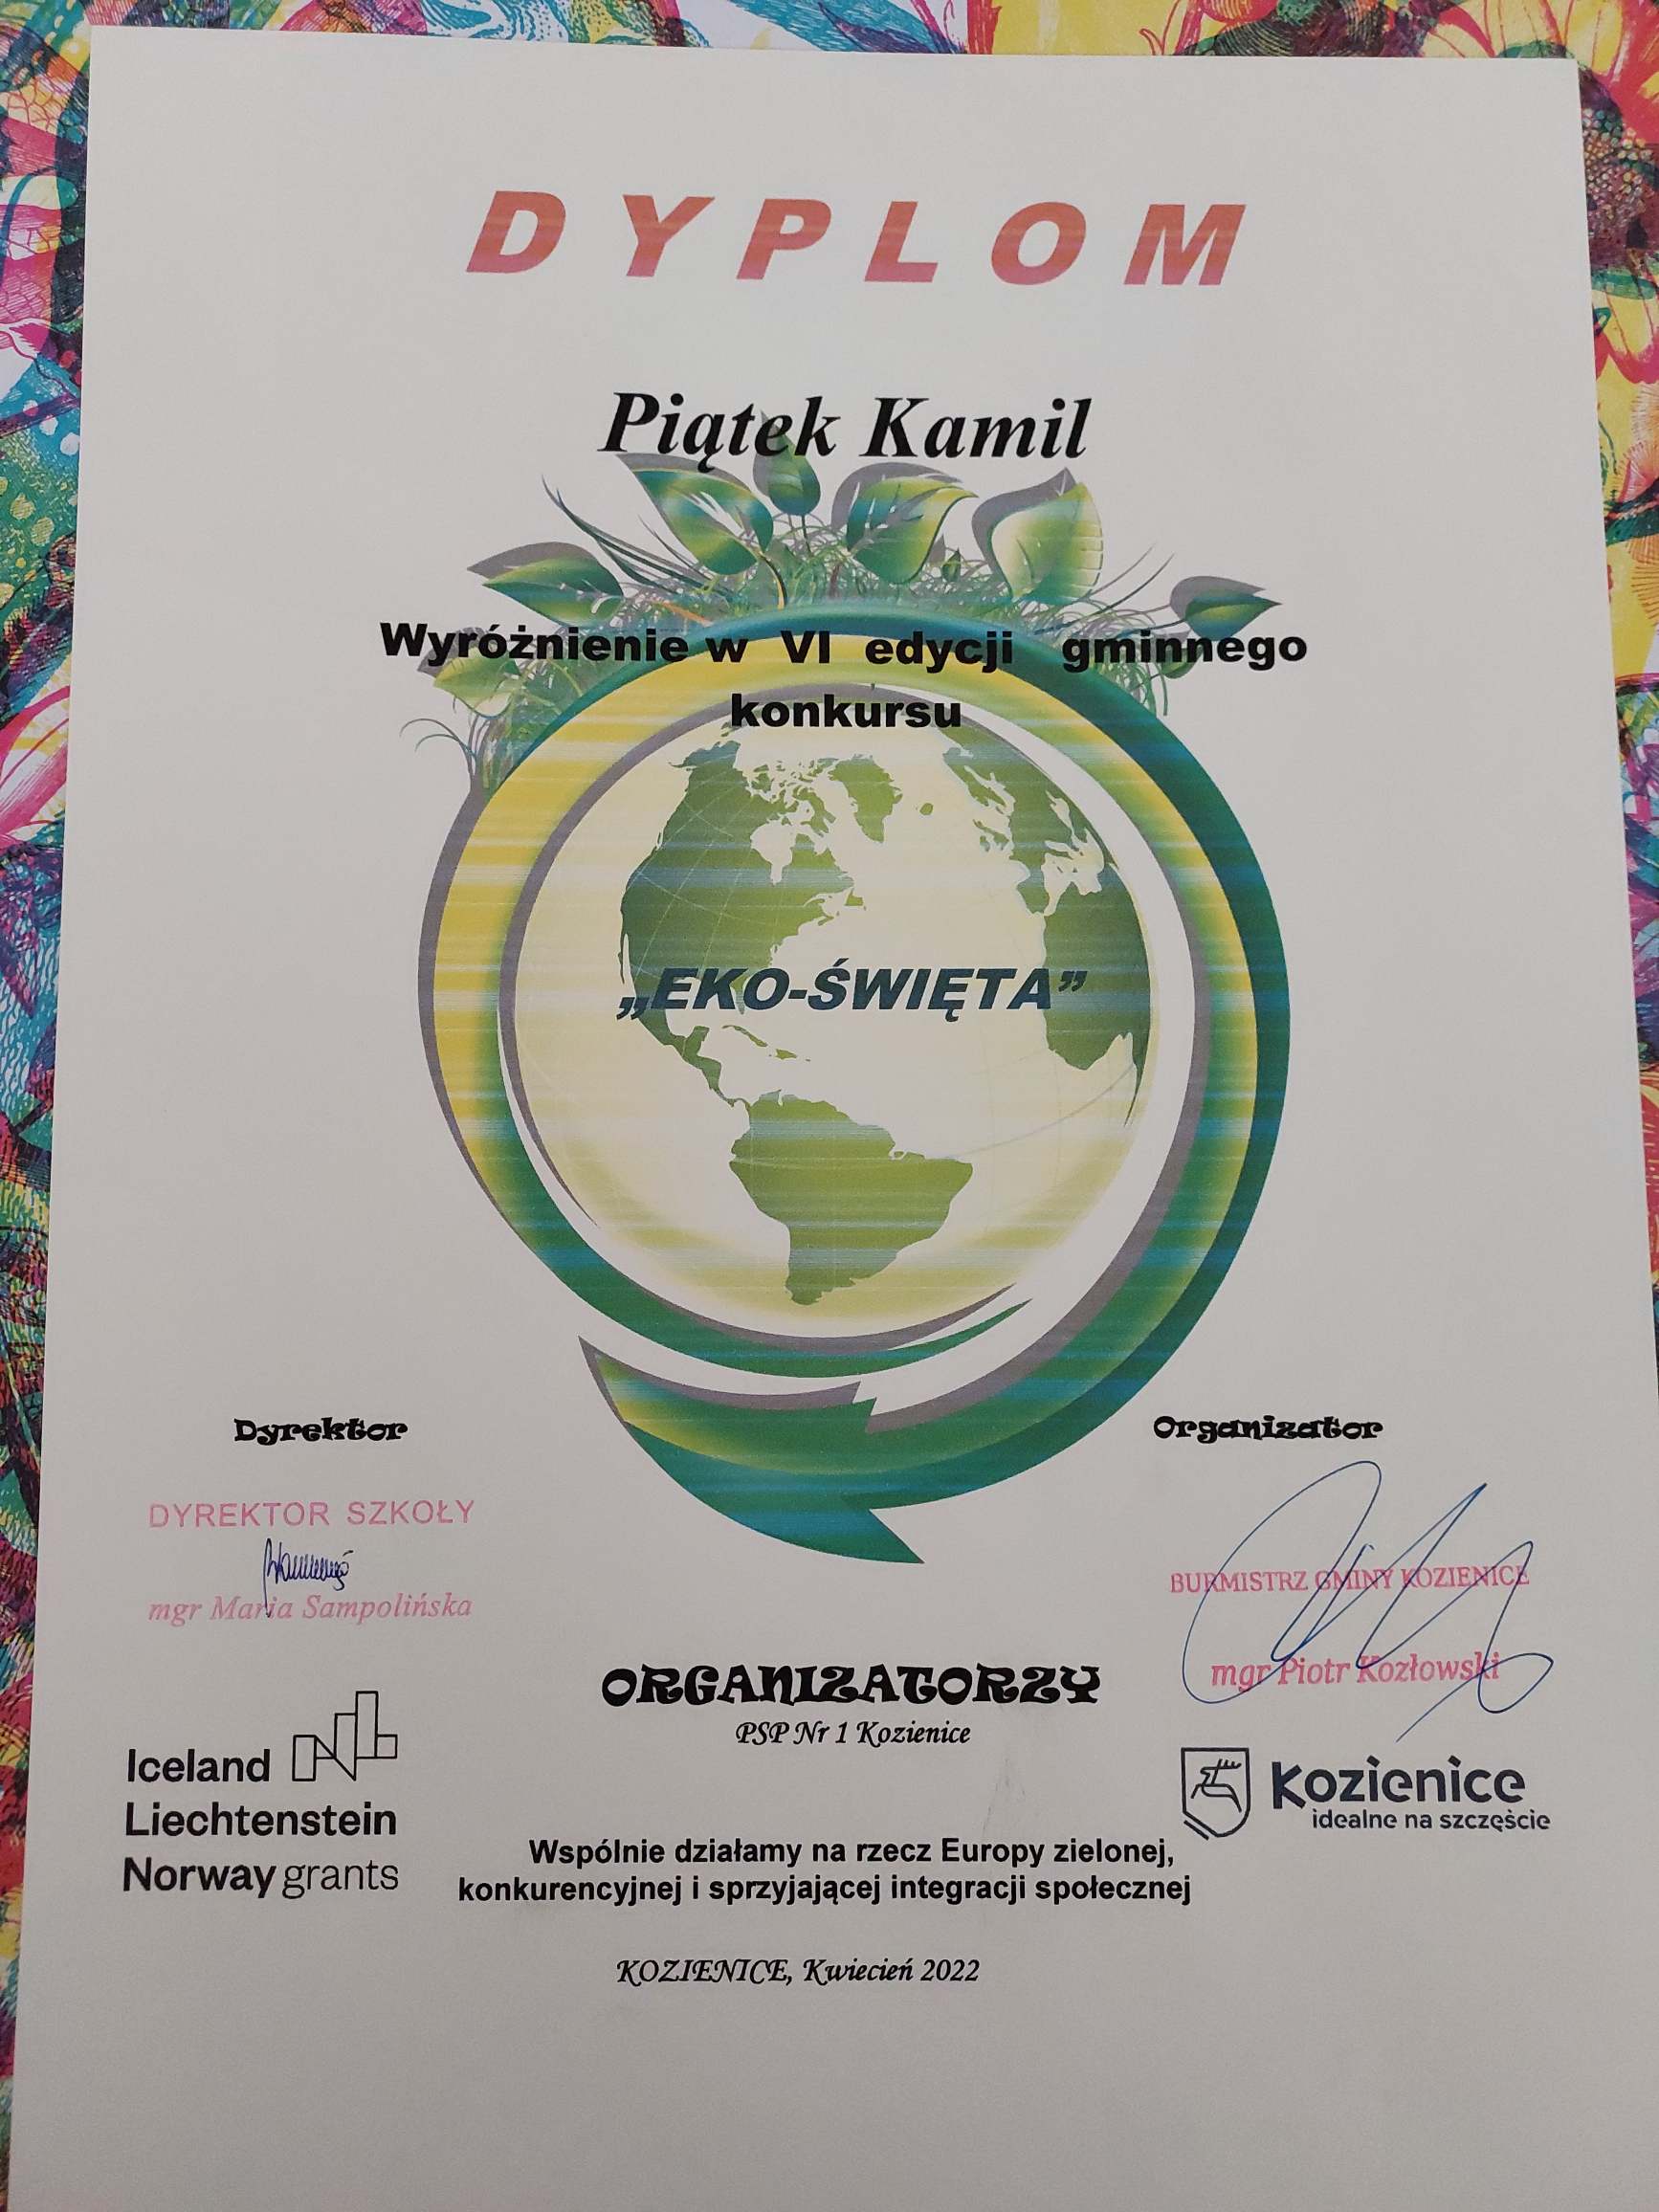 DYPLOM
Piątek Kamil
Wyróżnienie w VI edycji gminnego
konkursu
„EKO-ŚWIĘTA”
Dyrektor
Organizator
DYREKTOR SZKOŁY
mgr Maria Sampolińska
BURMISTRZ GMINY KOZIENICE
mgr Piotr Kozłowski
ORGANIZATORZY
PSP Nr 1 Kozienice
Iceland
Liechtenstein
Norway grants
Kozienice
idealne na szczęście
Wspólnie działamy na rzecz Europy zielonej,
konkurencyjnej i sprzyjającej integracji społecznej
KOZIENICE, Kwiecień 2022